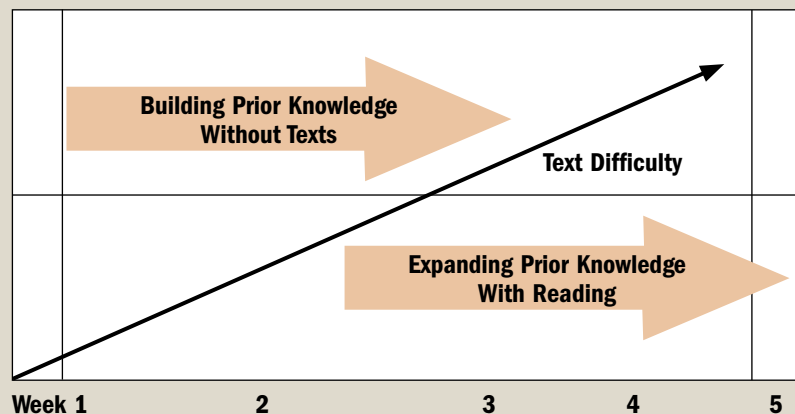 Building Prior Knowledge
Without Texts
Text Difficulty
Expanding Prior Knowledge
With Reading
Week 1 2 3 4 5